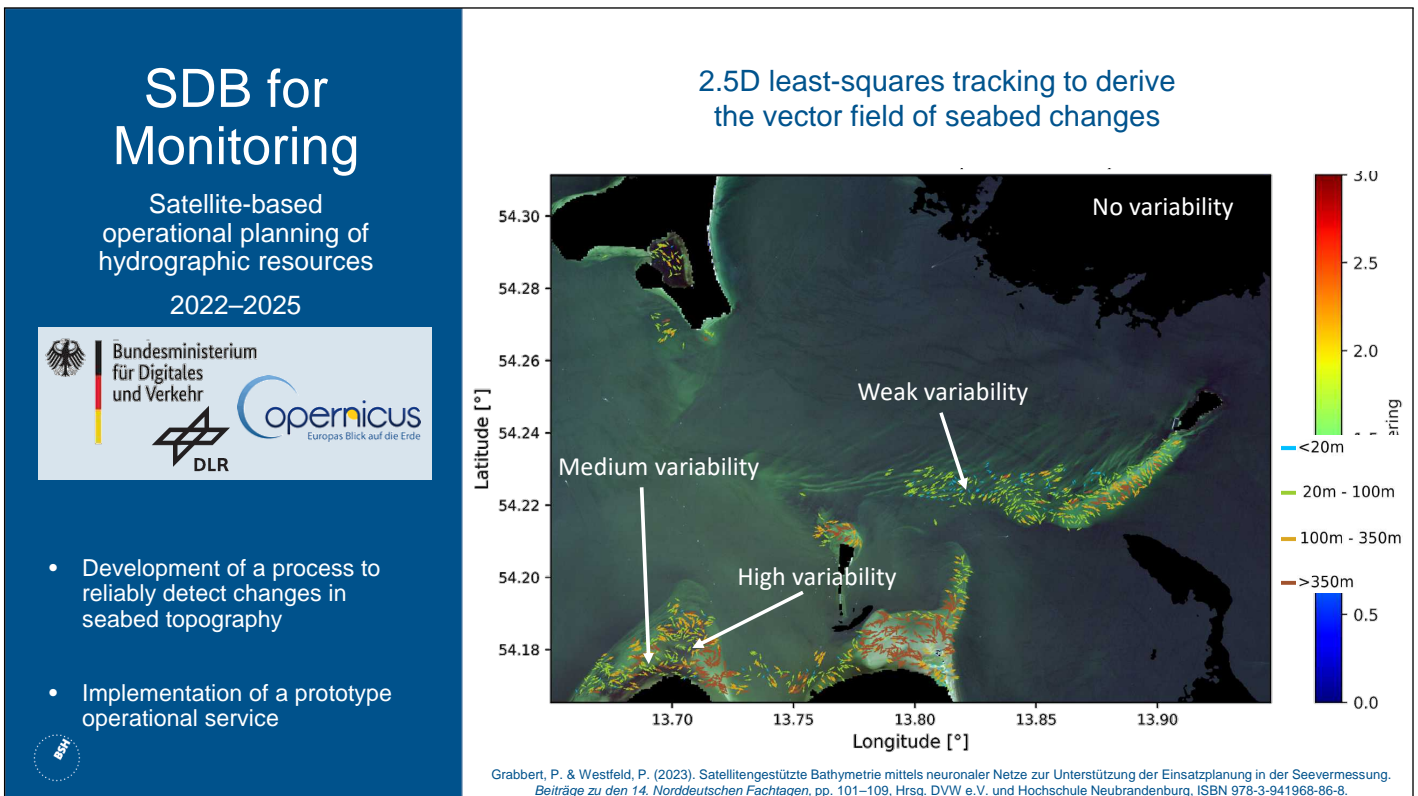 SDB for
Monitoring
Satellite-based
operational planning of
hydrographic resources
2022–2025
Bundesministerium
für Digitales
und Verkehr
Copernicus
Europas Blick auf die Erde
DLR
• Development of a process to
reliably detect changes in
seabed topography
• Implementation of a prototype
operational service
BSH
2.5D least-squares tracking to derive
the vector field of seabed changes
No variability
Weak variability
Medium variability
High variability
54.30
54.28
54.26
54.24
54.22
54.20
54.18
Latitude [°]
13.70 13.75 13.80 13.85 13.90
Longitude [°]
3.0
2.5
2.0
<20m
20m - 100m
100m - 350m
>350m
0.5
0.0
Grabbert, P. & Westfeld, P. (2023). Satellitengestützte Bathymetrie mittels neuronaler Netze zur Unterstützung der Einsatzplanung in der Seevermessung.
Beiträge zu den 14. Norddeutschen Fachtagen, pp. 101–109, Hrsg. DVW e.V. und Hochschule Neubrandenburg, ISBN 978-3-941968-86-8.